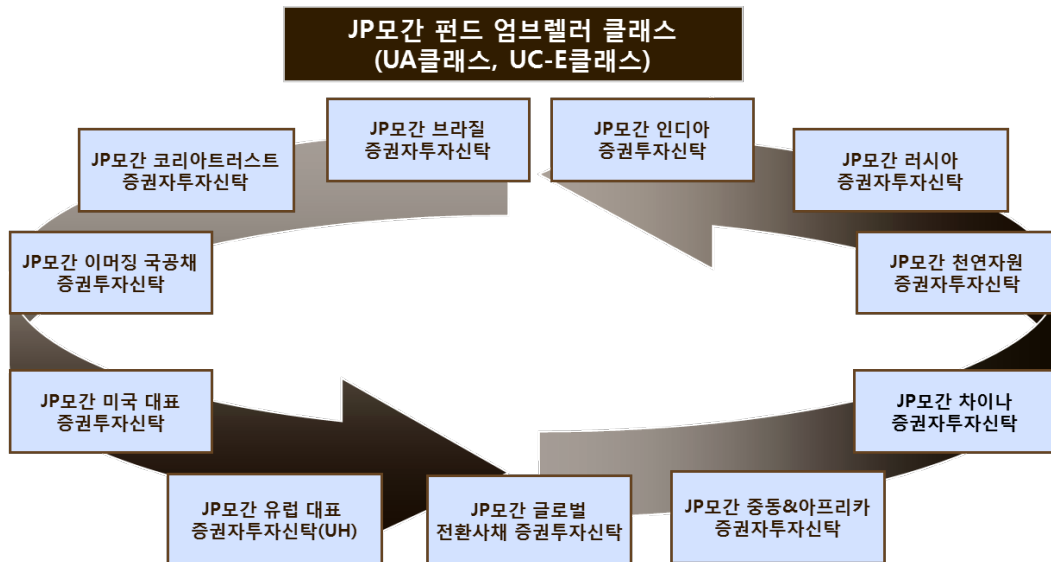 JP모간 펀드 엄브렐러 클래스
(UA클래스, UC-E클래스)
JP모간 브라질
증권자투자신탁
JP모간 인디아
증권투자신탁
JP모간 코리아트러스트
증권자투자신탁
JP모간 러시아
증권자투자신탁
JP모간 이머징 국공채
증권투자신탁
JP모간 천연자원
증권자투자신탁
JP모간 미국 대표
증권투자신탁
JP모간 차이나
증권자투자신탁
JP모간 유럽 대표
증권자투자신탁(UH)
JP모간 글로벌
전환사채 증권투자신탁
JP모간 중동&아프리카
증권자투자신탁